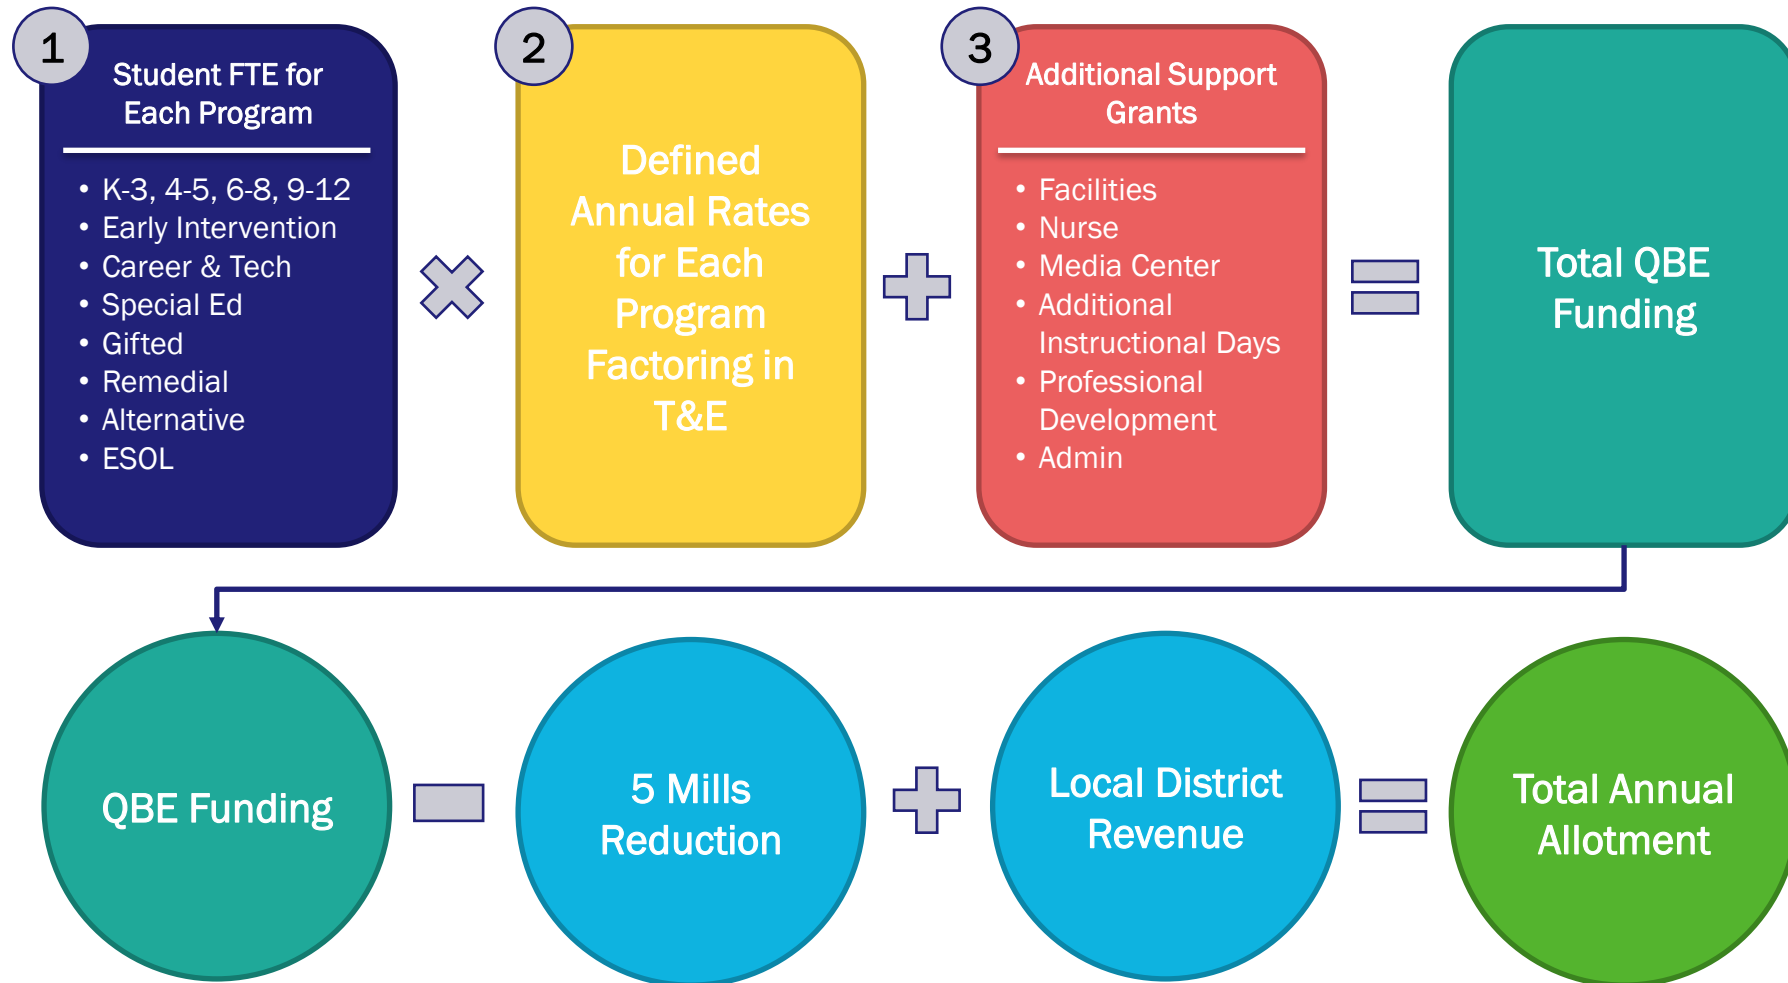 1
Student FTE for
Each Program
• K-3, 4-5, 6-8, 9-12
• Early Intervention
• Career & Tech
• Special Ed
• Gifted
• Remedial
• Alternative
• ESOL
2
Defined
Annual Rates
for Each
Program
Factoring in
T&E
3
Additional Support
Grants
• Facilities
• Nurse
• Media Center
• Additional
Instructional Days
• Professional
Development
• Admin
Total QBE
Funding
QBE Funding
5 Mills
Reduction
Local District
Revenue
Total Annual
Allotment